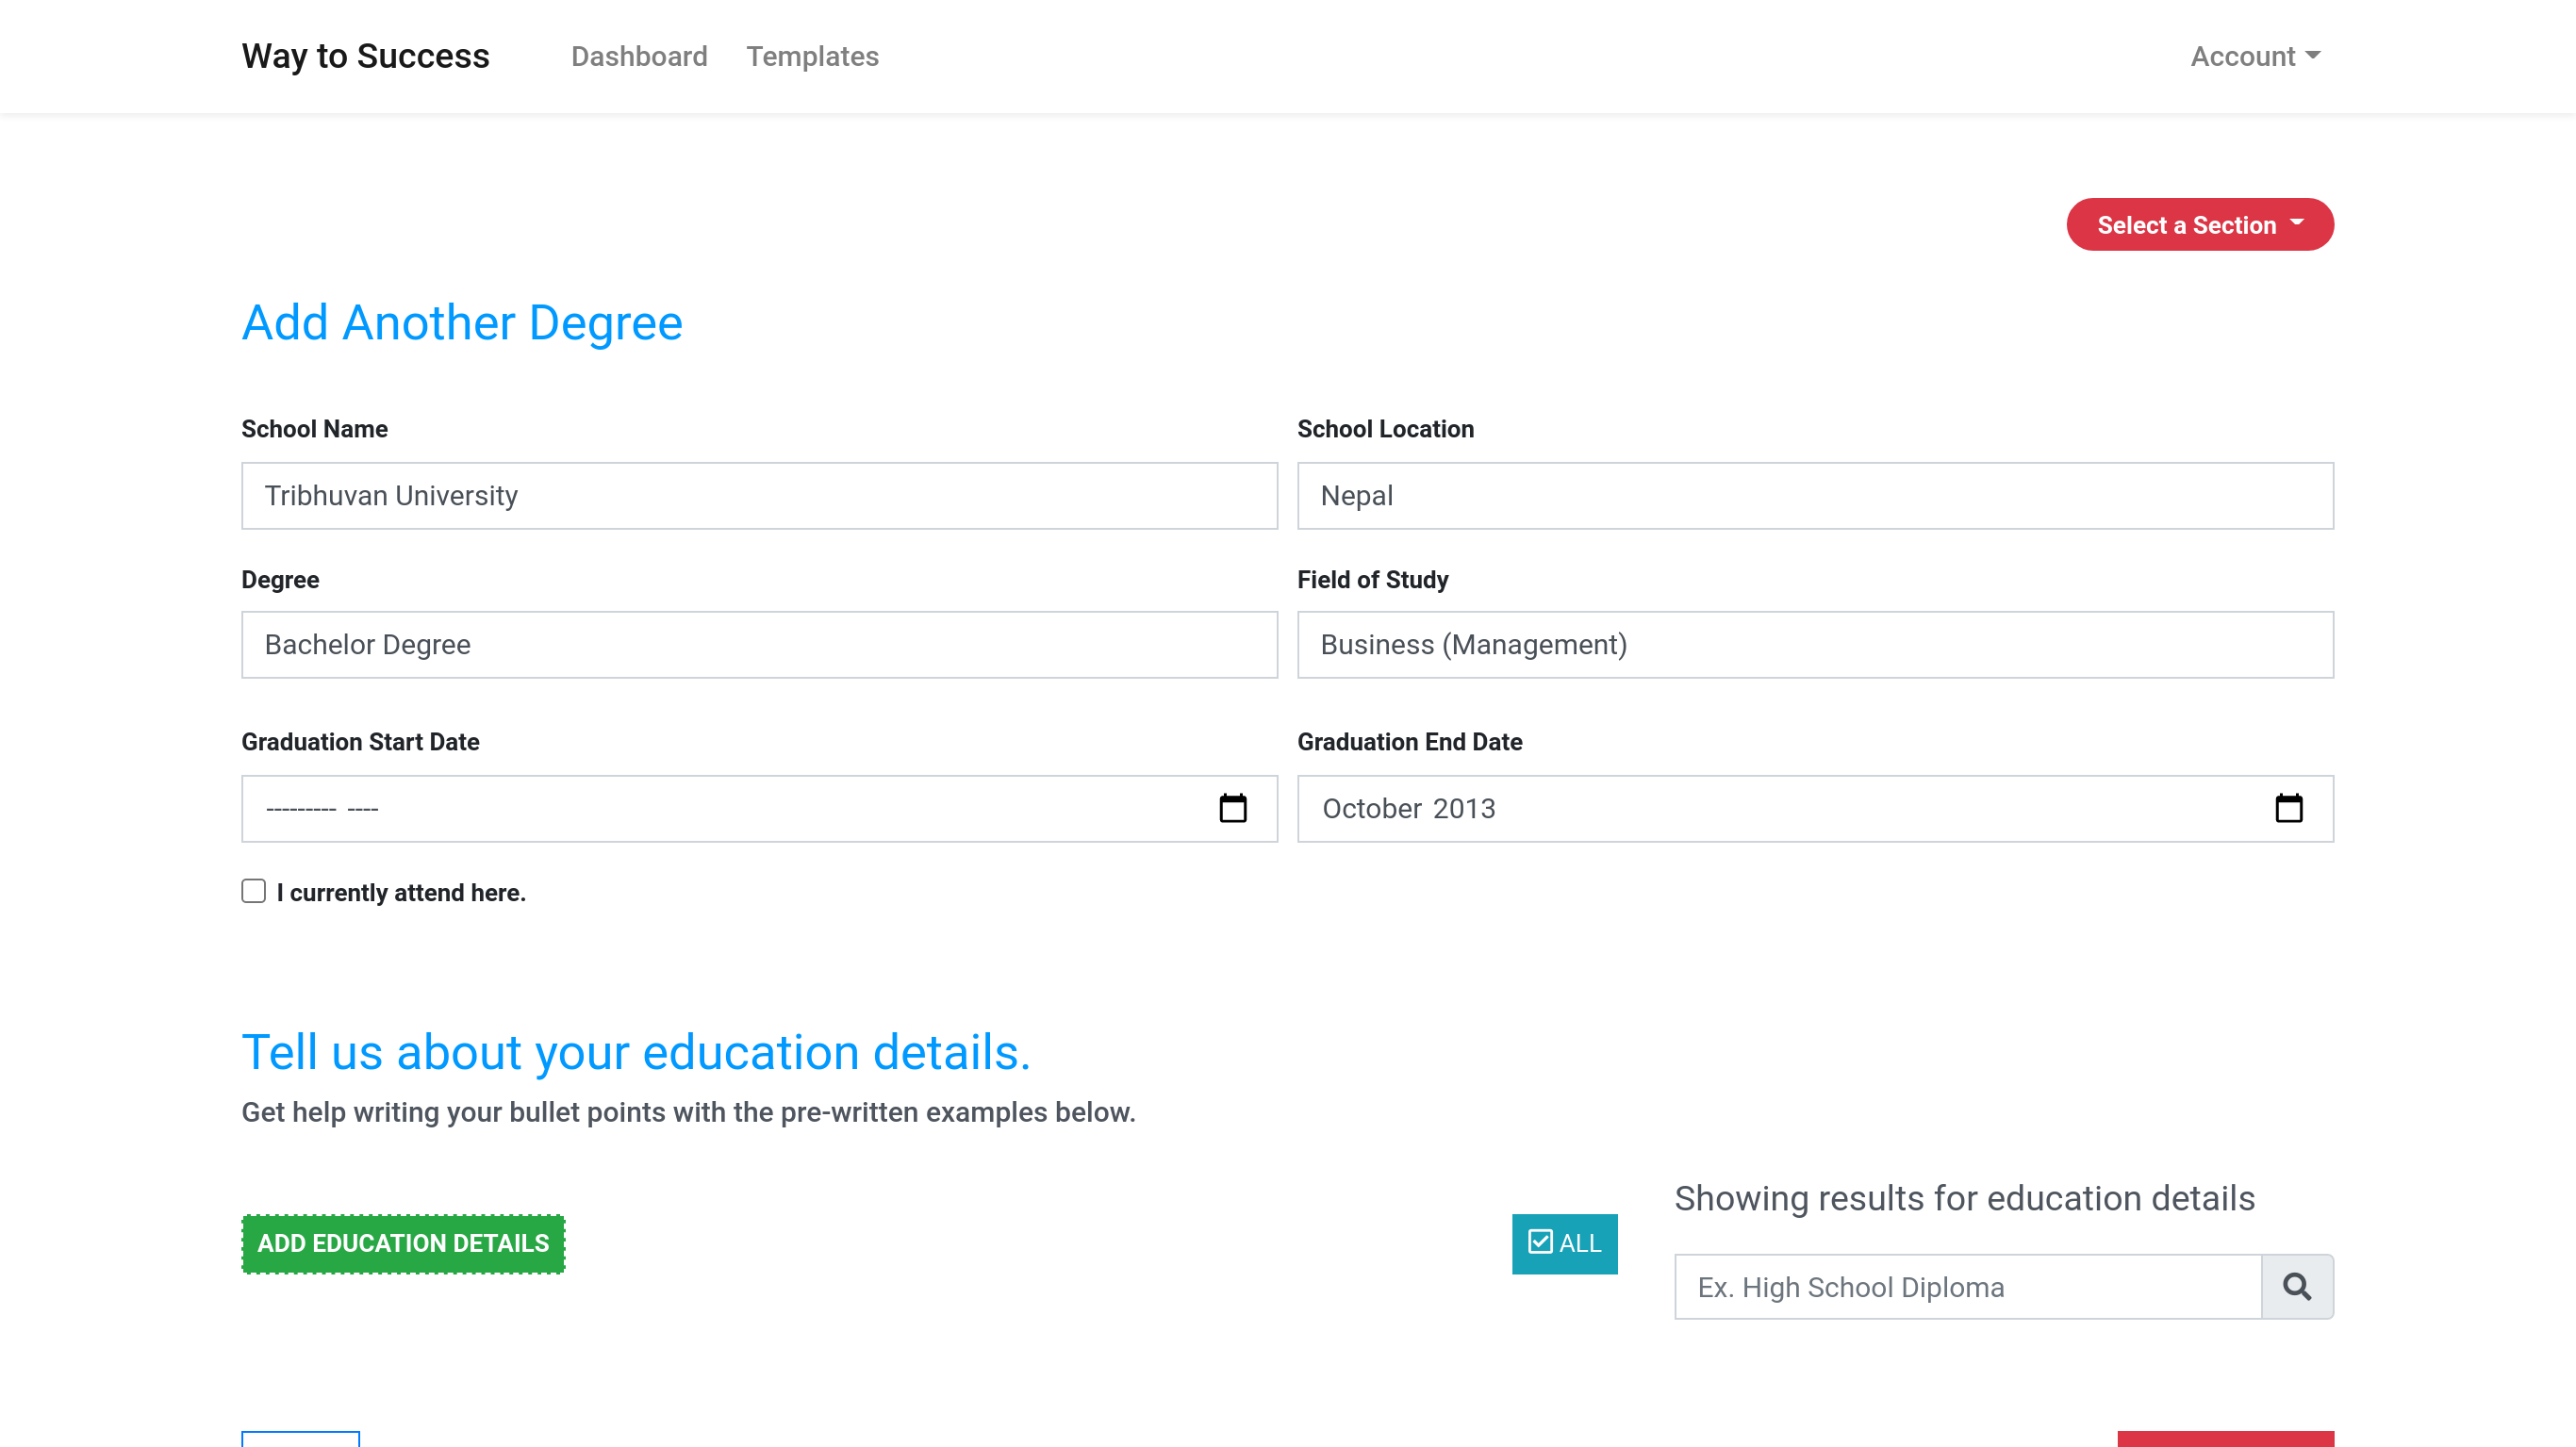 Way to Success Dashboard Templates Account
Select a Section
Add Another Degree
School Name School Location
Tribhuvan University Nepal
Degree Field of Study
Bachelor Degree Business (Management)
Graduation Start Date Graduation End Date
--------- ---- October 2013
I currently attend here.
Tell us about your education details.
Get help writing your bullet points with the pre-written examples below.
Showing results for education details
ADD EDUCATION DETAILS ALL
Ex. High School Diploma